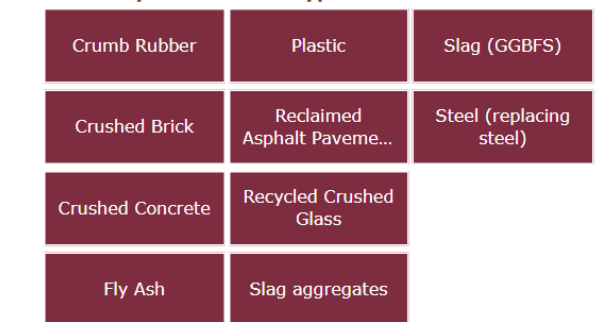 Crumb Rubber
Plastic
Slag (GGBFS)
Crushed Brick
Reclaimed
Asphalt Paveme...
Steel (replacing
steel)
Crushed Concrete
Recycled Crushed
Glass
Fly Ash
Slag aggregates